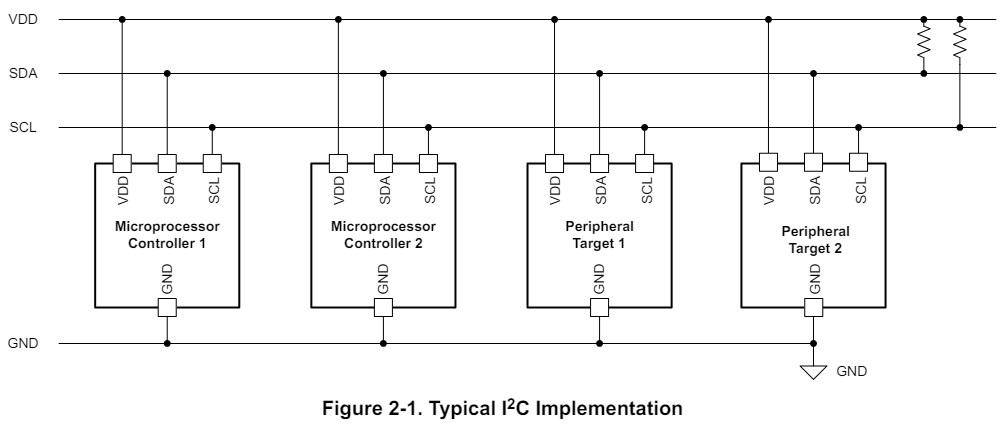 VDD
SDA
SCL
VDD SDA SCL
Microprocessor
Controller 1
GND
VDD SDA SCL
Microprocessor
Controller 2
GND
VDD SDA SCL
Peripheral
Target 1
GND
VDD SDA SCL
Peripheral
Target 2
GND
GND
GND
Figure 2-1. Typical I²C Implementation